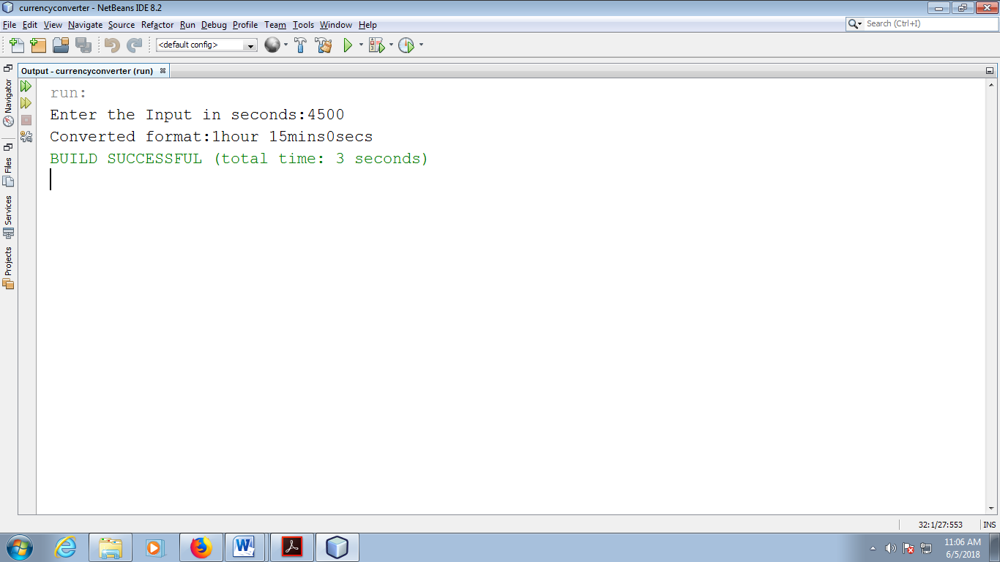 currencyconverter - NetBeans IDE 8.2
File Edit View Navigate Source Refactor Run Debug Profile Team Tools Window Help
Search (Ctrl+I)
<default config>
Output - currencyconverter (run)
Navigator
Files
Services
Projects
run:
Enter the Input in seconds:4500
Converted format:1hour 15mins0secs
BUILD SUCCESSFUL (total time: 3 seconds)
32:1/27:553 INS
11:06 AM
6/5/2018